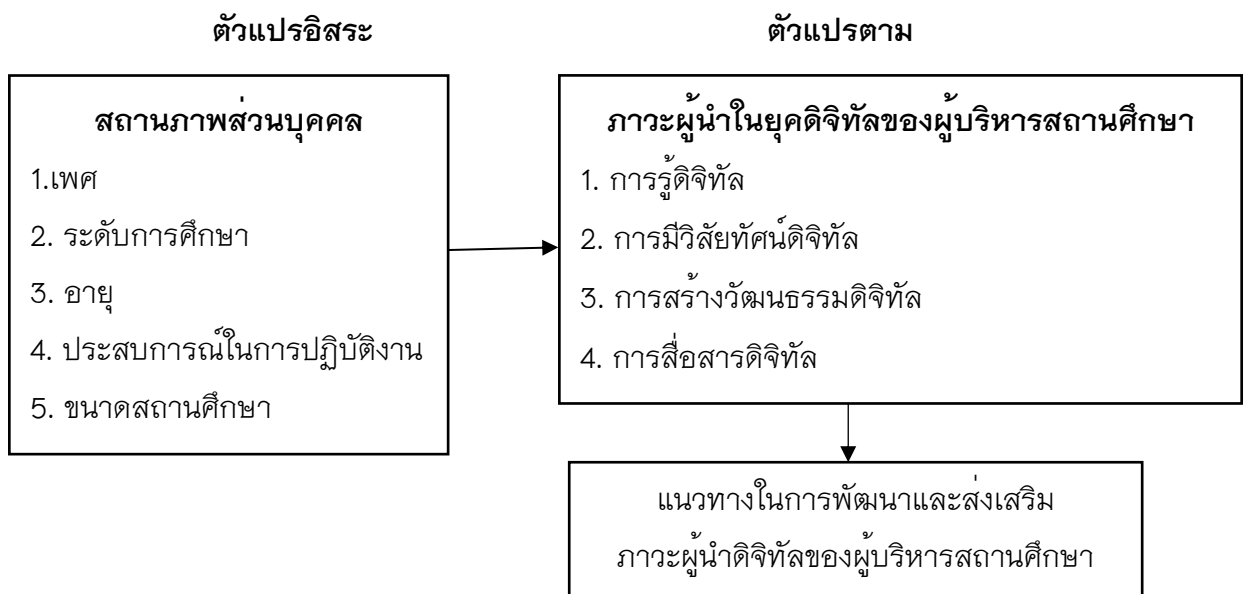 ตัวแปรอิสระ
ตัวแปรตาม
สถานภาพส่วนบุคคล
1.เพศ
2. ระดับการศึกษา
3. อายุ
4. ประสบการณ์ในการปฏิบัติงาน
5. ขนาดสถานศึกษา
ภาวะผู้นำในยุคดิจิทัลของผู้บริหารสถานศึกษา
1. การรู้ดิจิทัล
2. การมีวิสัยทัศน์ดิจิทัล
3. การสร้างวัฒนธรรมดิจิทัล
4. การสื่อสารดิจิทัล
แนวทางในการพัฒนาและส่งเสริม
ภาวะผู้นำดิจิทัลของผู้บริหารสถานศึกษา